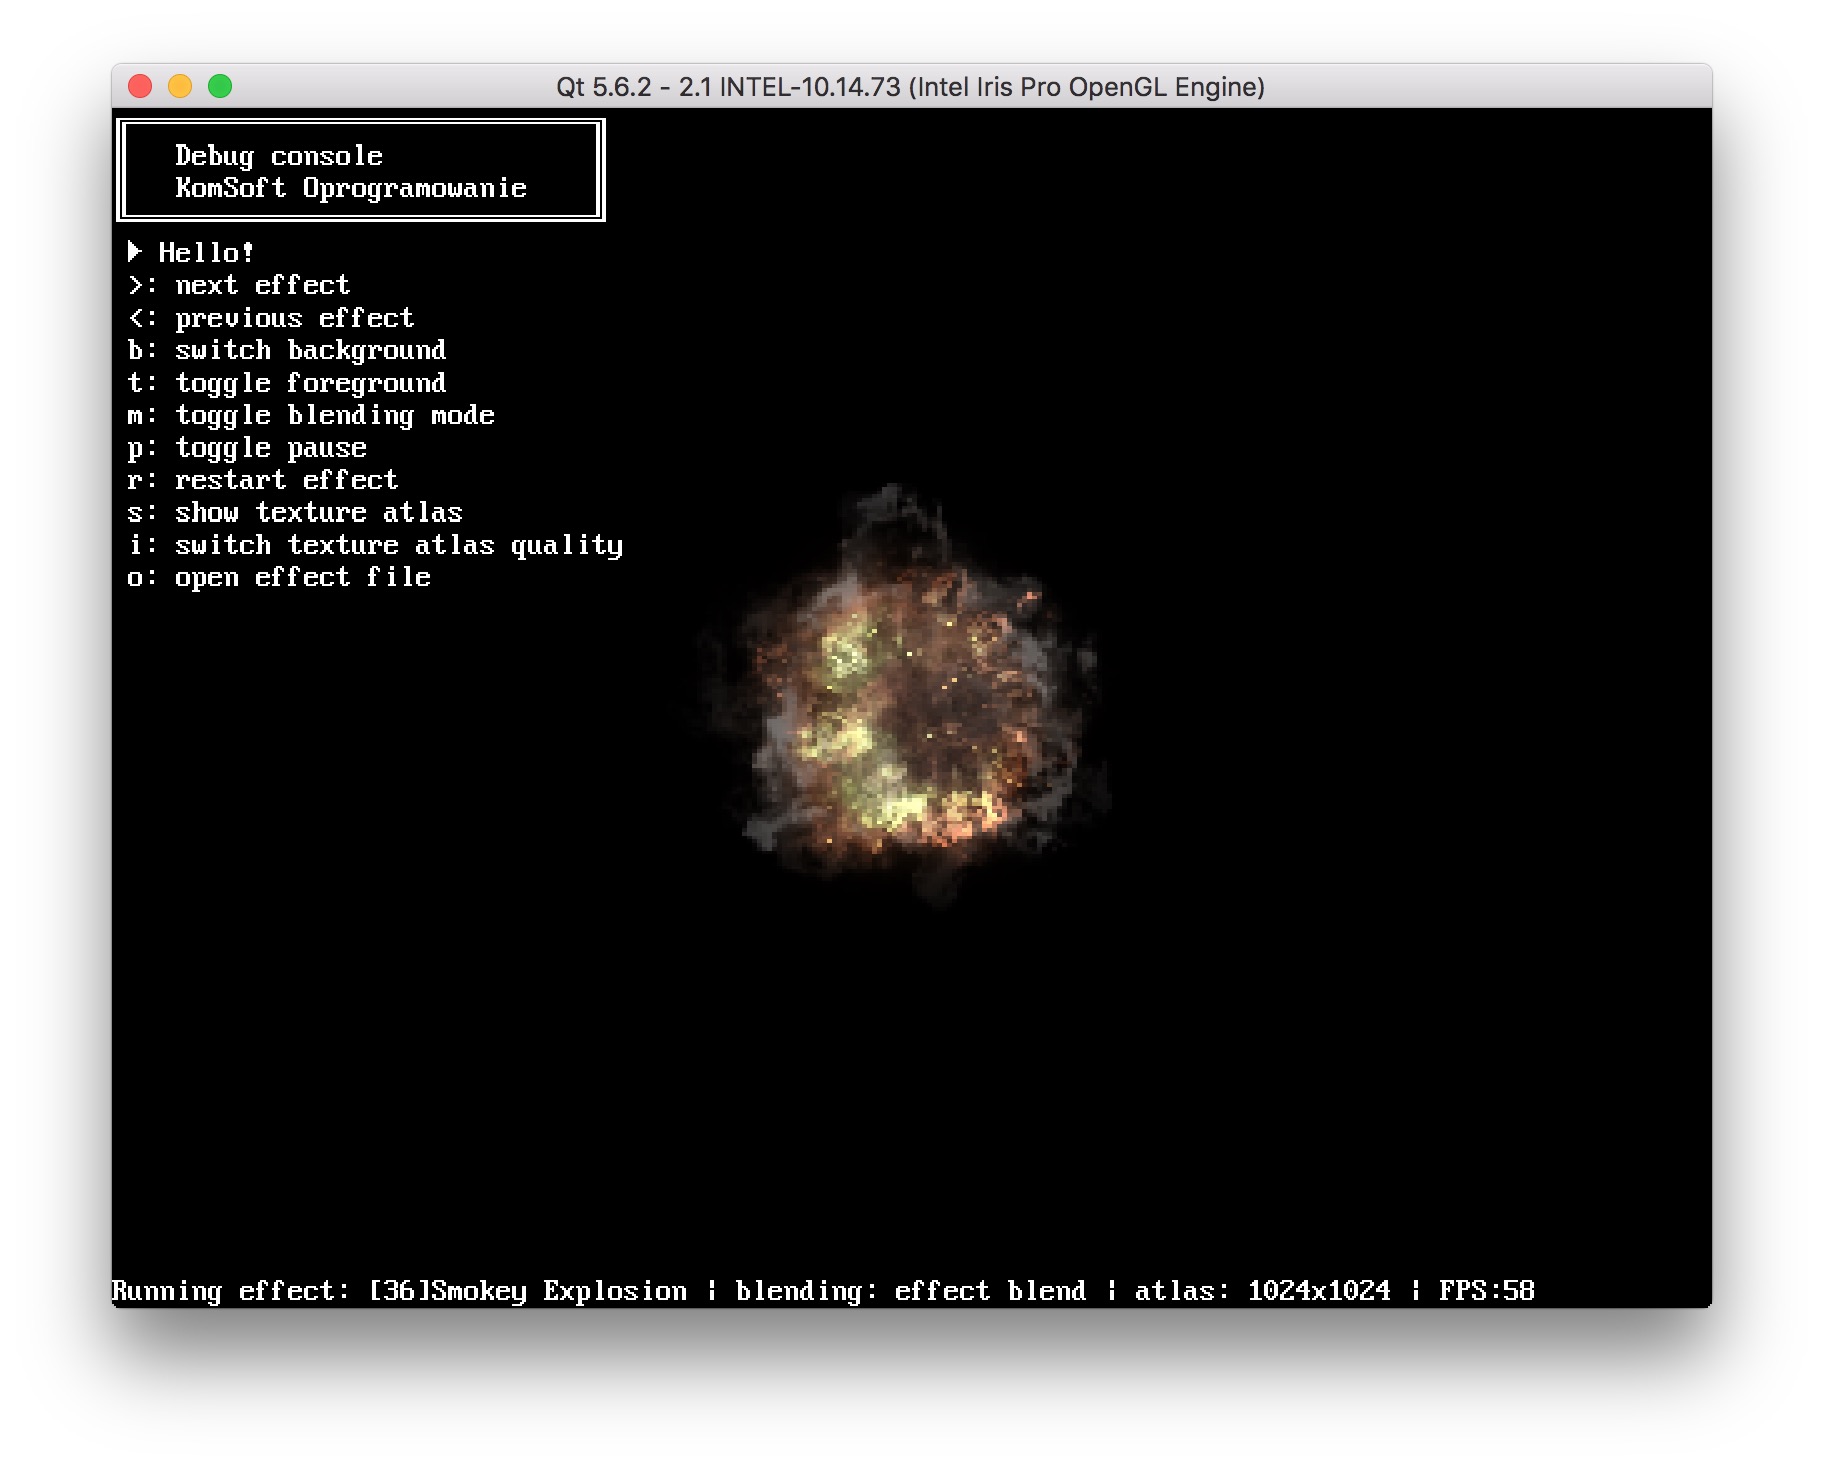 Qt 5.6.2 - 2.1 INTEL-10.14.73 (Intel Iris Pro OpenGL Engine)
Debug console
KomSoft Oprogramowanie
Hello!
>: next effect
<: previous effect
b: switch background
t: toggle foreground
m: toggle blending mode
p: toggle pause
r: restart effect
s: show texture atlas
i: switch texture atlas quality
o: open effect file
Running effect: [36]Smokey Explosion ¦ blending: effect blend ¦ atlas: 1024x1024 ¦ FPS:58